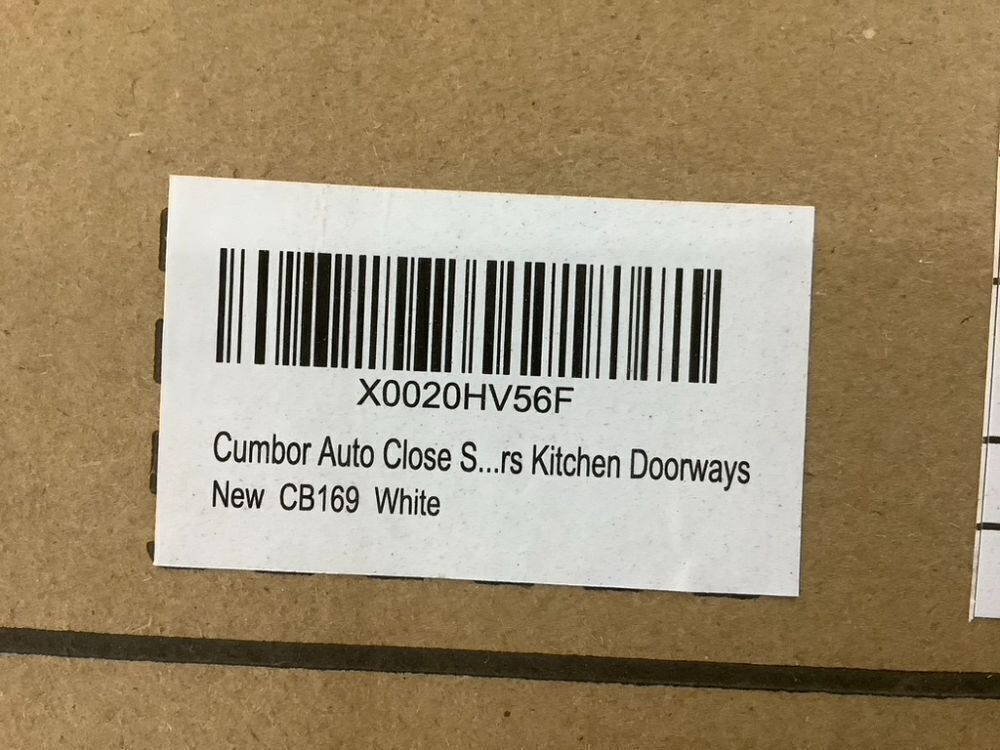 X0020HV56F
Cumbor Auto Close S...rs Kitchen Doorways
New CB169 White